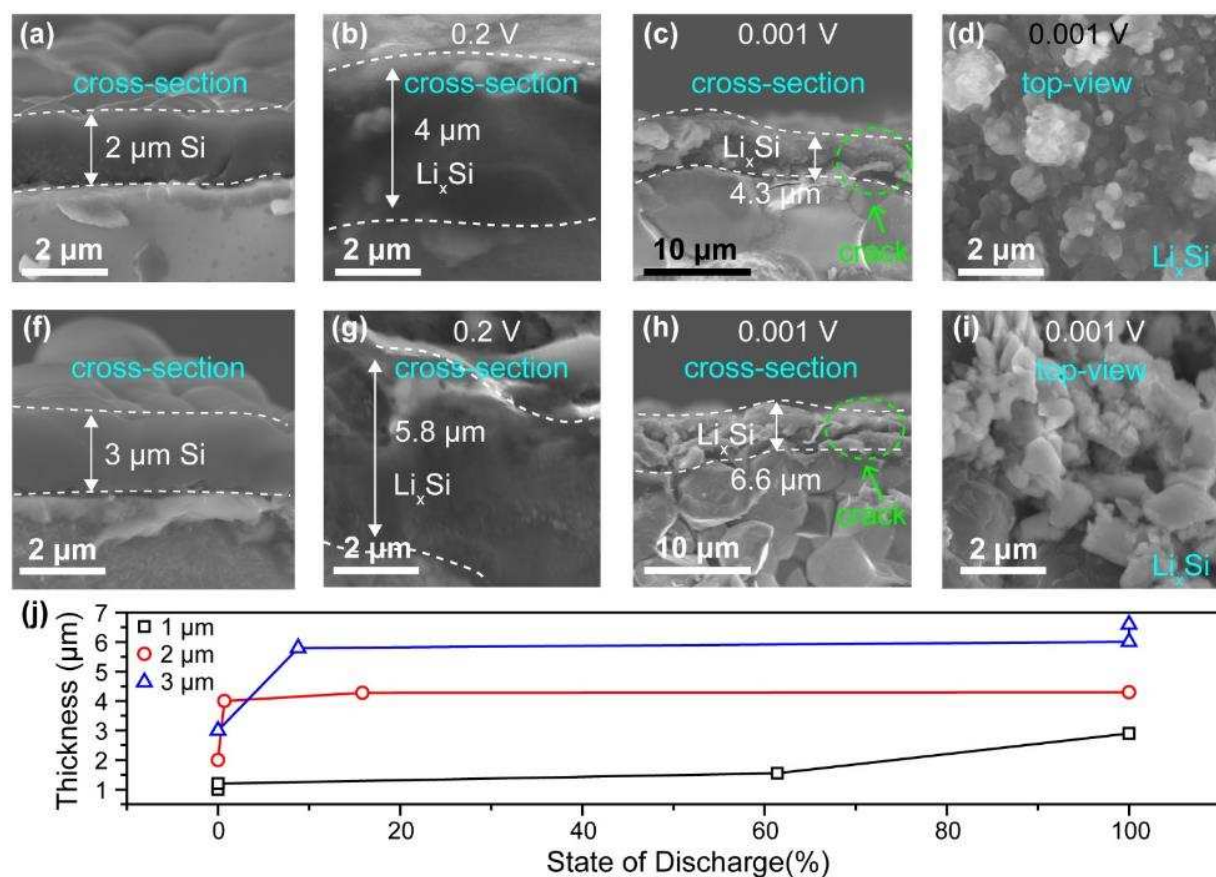 (a)
cross-section
2 µm Si
2 µm
(b)
0.2 V
cross-section
4 µm
LiₓSi
2 µm
(c)
0.001 V
cross-section
LiₓSi
4.3 µm
10 µm
crack
(d)
0.001 V
top-view
2 µm
LiₓSi
(f)
cross-section
3 µm Si
2 µm
(g)
0.2 V
cross-section
5.8 µm
LiₓSi
2 µm
(h)
0.001 V
cross-section
LiₓSi
6.6 µm
10 µm
crack
(i)
0.001 V
top-view
2 µm
LiₓSi
(j)
1 µm
2 µm
3 µm
Thickness (µm)
7
6
5
4
3
2
1
0 20 40 60 80 100
State of Discharge(%)